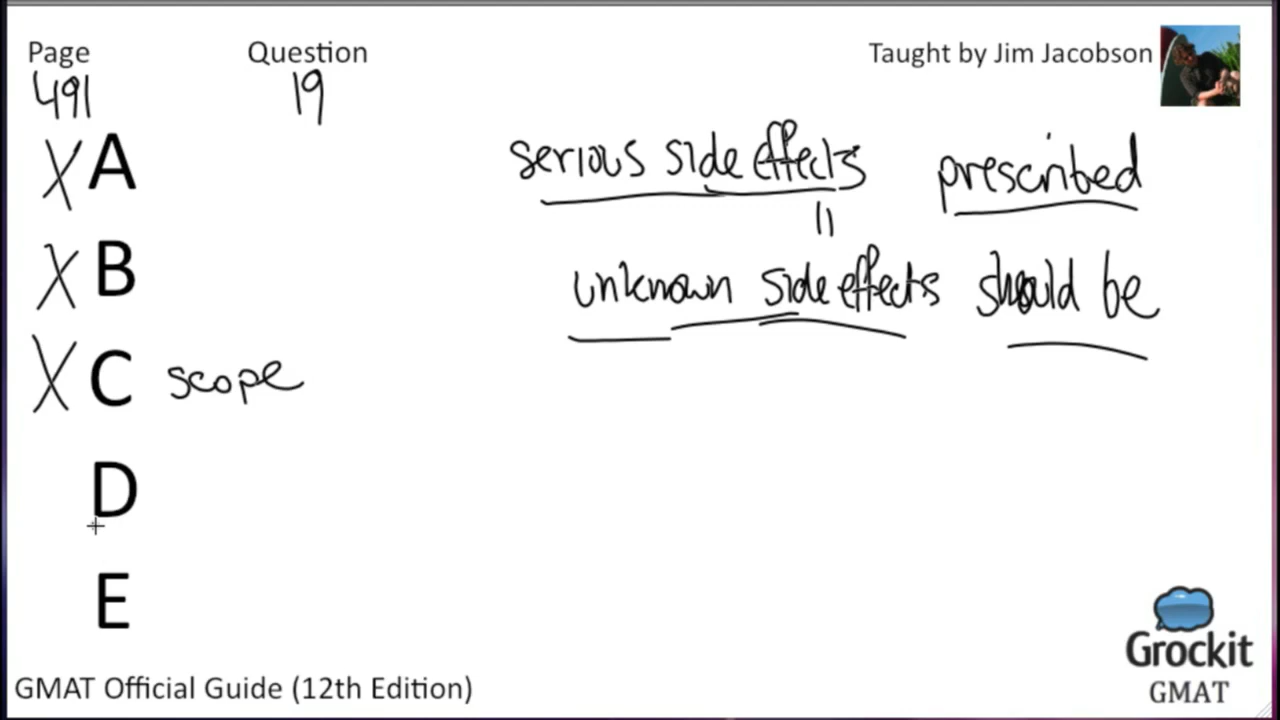 Page
Question
Taught by Jim Jacobson
491
19
X A
serious side effects prescribed
X B
unknown side effects should be
X C scope
D
E
Grockit
GMAT
GMAT Official Guide (12th Edition)